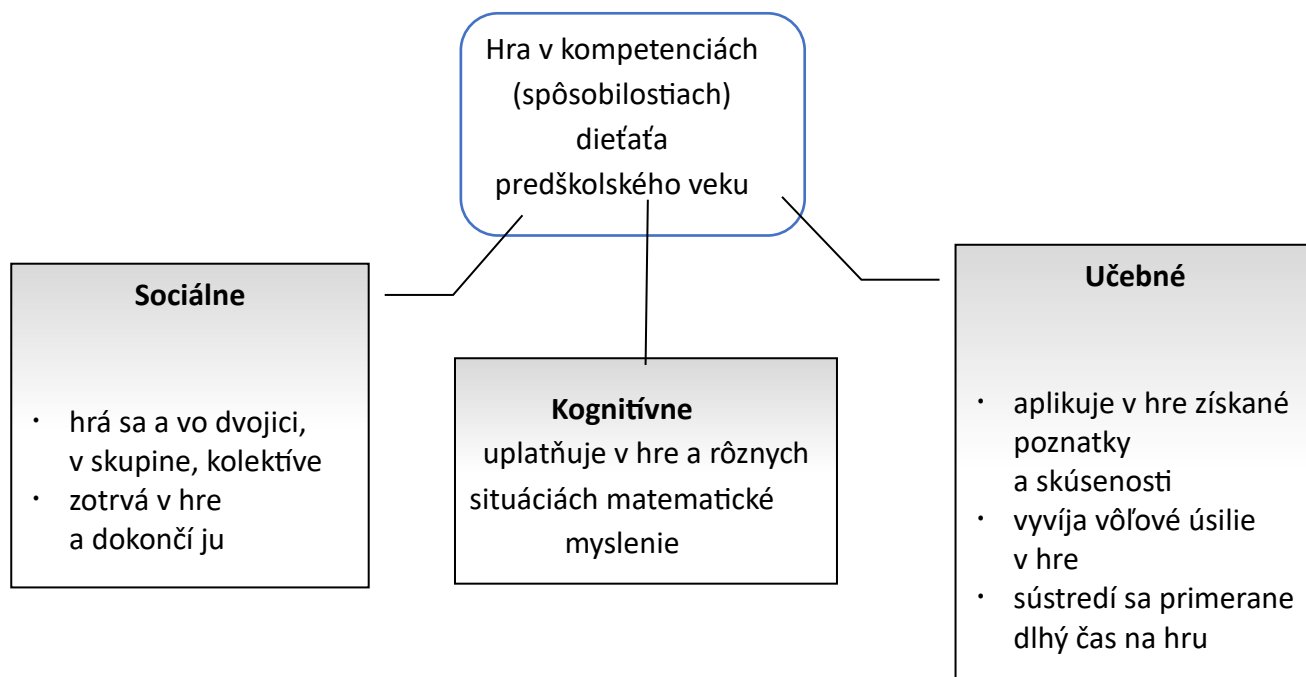 Hra v kompetenciách
(spôsobilostiach)
dieťaťa
predškolského veku
Sociálne
· hrá sa a vo dvojici,
v skupine, kolektíve
· zotrvá v hre
a dokončí ju
Kognitívne
uplatňuje v hre a rôznych
situáciách matematické
myslenie
Učebné
· aplikuje v hre získané
poznatky
a skúsenosti
· vyvíja vôľové úsilie
v hre
· sústredí sa primerane
dlhý čas na hru